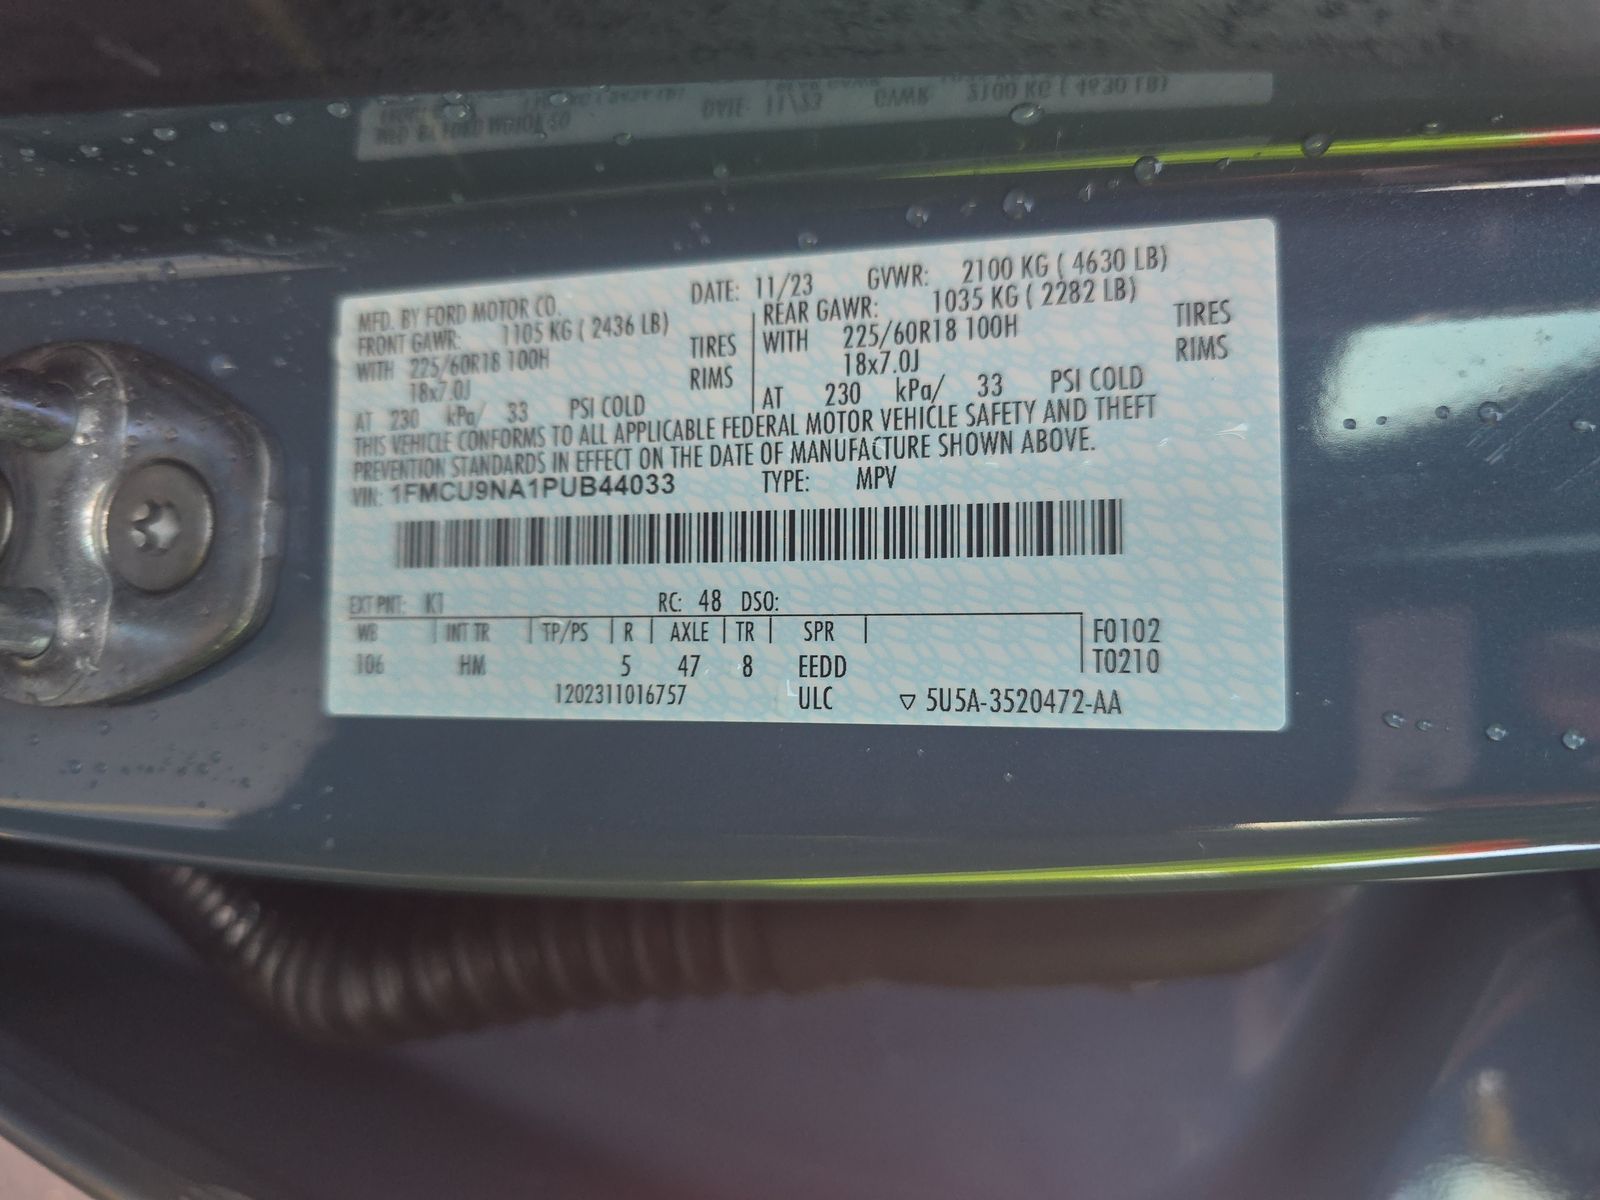 MFD. BY FORD MOTOR CO. DATE: 11/23 GVWR: 2100 KG ( 4630 LB)
FRONT GAWR: 1105 KG ( 2436 LB) REAR GAWR: 1035 KG ( 2282 LB)
WITH 225/60R18 100H TIRES WITH 225/60R18 100H TIRES
18x7.0J RIMS 18x7.0J RIMS
AT 230 kPa/ 33 PSI COLD AT 230 kPa/ 33 PSI COLD
THIS VEHICLE CONFORMS TO ALL APPLICABLE FEDERAL MOTOR VEHICLE SAFETY AND THEFT
PREVENTION STANDARDS IN EFFECT ON THE DATE OF MANUFACTURE SHOWN ABOVE.
VIN: 1FMCU9NA1PUB44033 TYPE: MPV
EXT PNT: K1 RC: 48 DSO:
WB | INT TR | TP/PS | R | AXLE | TR | SPR | F0102
106 HM 5 47 8 EEDD T0210
1202311016757 ULC ▽ 5U5A-3520472-AA